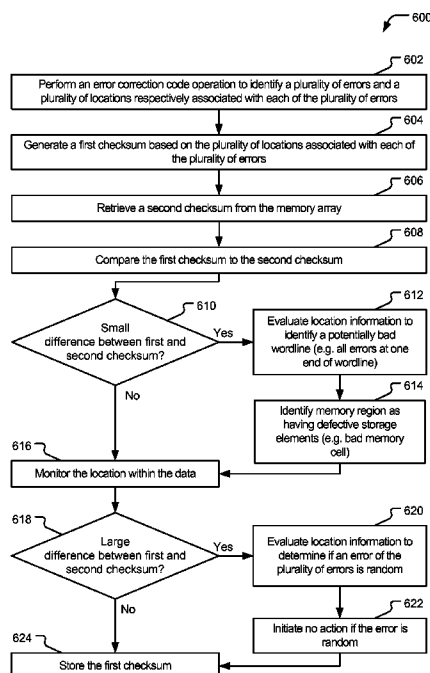 600
602
Perform an error correction code operation to identify a plurality of errors and a
plurality of locations respectively associated with each of the plurality of errors
604
Generate a first checksum based on the plurality of locations associated with each of
the plurality of errors
606
Retrieve a second checksum from the memory array
608
Compare the first checksum to the second checksum
610
Small
difference between first and
second checksum?
Yes
No
612
Evaluate location information to
identify a potentially bad
wordline (e.g. all errors at one
end of wordline)
614
Identify memory region as
having defective storage
elements (e.g. bad memory
cell)
616
Monitor the location within the data
618
Large
difference between first and
second checksum?
Yes
No
620
Evaluate location information to
determine if an error of the
plurality of errors is random
622
Initiate no action if the error is
random
624
Store the first checksum